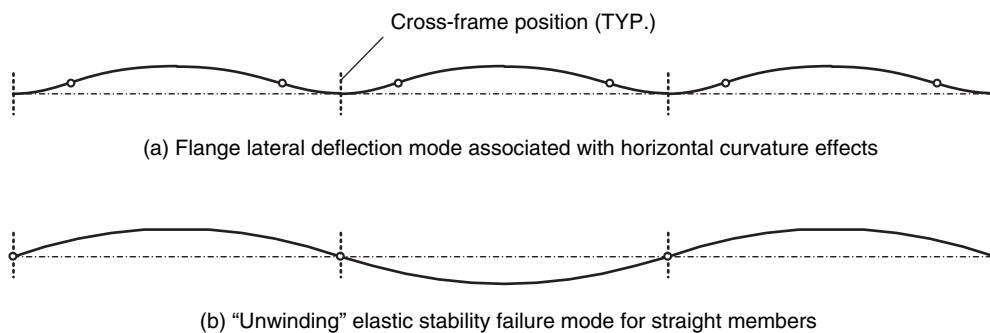 Cross-frame position (TYP.)
(a) Flange lateral deflection mode associated with horizontal curvature effects
(b) “Unwinding” elastic stability failure mode for straight members